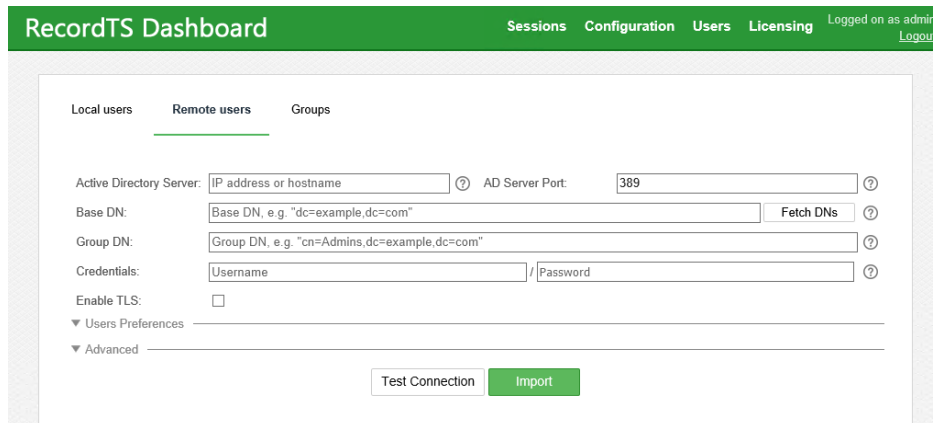 RecordTS Dashboard
Sessions Configuration Users Licensing
Logged on as admin
Logout
Local users Remote users Groups
Active Directory Server: IP address or hostname ? AD Server Port: 389 ?
Base DN: Base DN, e.g. "dc=example,dc=com" Fetch DNs ?
Group DN: Group DN, e.g. "cn=Admins,dc=example,dc=com" ?
Credentials: Username / Password ?
Enable TLS:
Users Preferences
Advanced
Test Connection Import